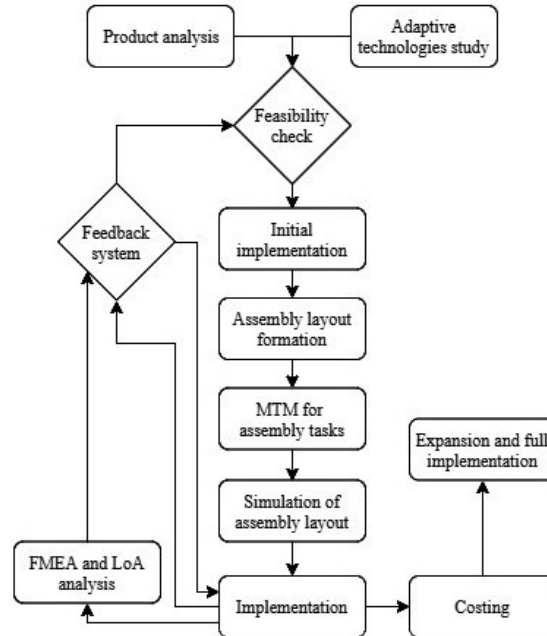 Product analysis
Adaptive
technologies study
Feasibility
check
Feedback
system
Initial
implementation
Assembly layout
formation
MTM for
assembly tasks
Expansion and full
implementation
Simulation of
assembly layout
FMEA and LoA
analysis
Implementation
Costing